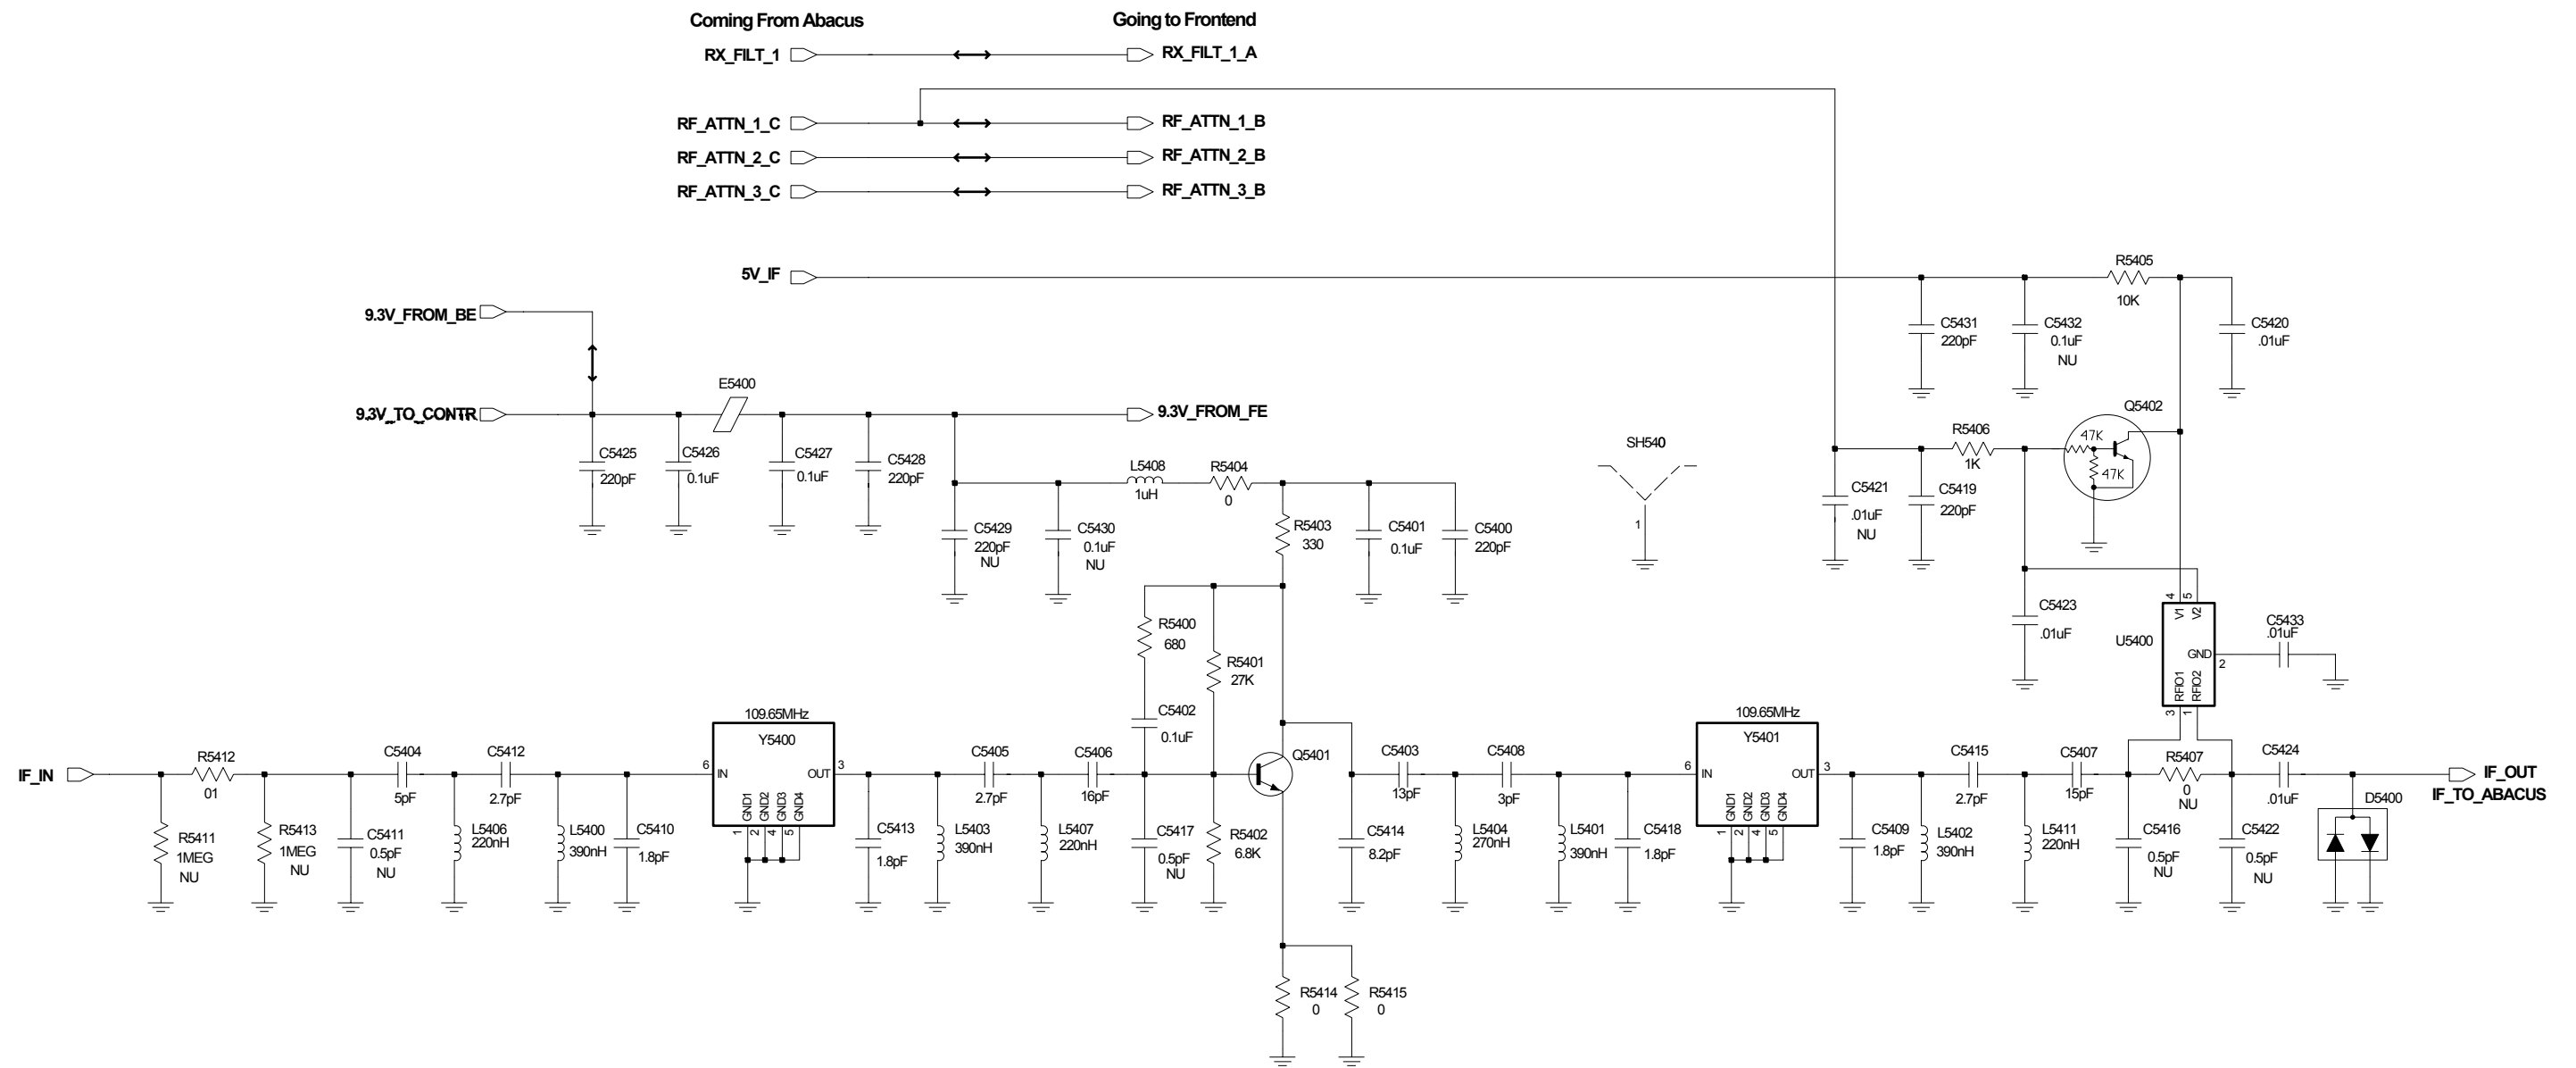 Coming From Abacus
Going to Frontend
RX_FILT_1
RX_FILT_1_A
RF_ATTN_1_C
RF_ATTN_1_B
RF_ATTN_2_C
RF_ATTN_2_B
RF_ATTN_3_C
RF_ATTN_3_B
5V_IF
R5405
10K
9.3V_FROM_BE
C5431
220pF
C5432
0.1uF
NU
C5420
.01uF
E5400
9.3V_TO_CONTR
9.3V_FROM_FE
Q5402
47K
47K
R5406
1K
SH540
1
C5425
220pF
C5426
0.1uF
C5427
0.1uF
C5428
220pF
L5408
1uH
R5404
0
C5421
.01uF
NU
C5419
220pF
C5429
220pF
NU
C5430
0.1uF
NU
R5403
330
C5401
0.1uF
C5400
220pF
C5423
.01uF
4
5
V1
V2
U5400
GND
2
RFIO1
RFIO2
3
1
C5433
.01uF
R5400
680
R5401
27K
C5402
0.1uF
109.65MHz
Y5400
6
IN
OUT
3
GND1
GND2
GND3
GND4
1
2
4
5
109.65MHz
Y5401
6
IN
OUT
3
GND1
GND2
GND3
GND4
1
2
4
5
IF_IN
R5412
01
C5404
5pF
C5412
2.7pF
C5405
2.7pF
C5406
16pF
Q5401
C5403
13pF
C5408
3pF
C5415
2.7pF
C5407
15pF
R5407
0
NU
C5424
.01uF
IF_OUT
IF_TO_ABACUS
D5400
R5411
1MEG
NU
R5413
1MEG
NU
C5411
0.5pF
NU
L5406
220nH
L5400
390nH
C5410
1.8pF
C5413
1.8pF
L5403
390nH
L5407
220nH
C5417
0.5pF
NU
R5402
6.8K
C5414
8.2pF
L5404
270nH
L5401
390nH
C5418
1.8pF
C5409
1.8pF
L5402
390nH
L5411
220nH
C5416
0.5pF
NU
C5422
0.5pF
NU
R5414
0
R5415
0